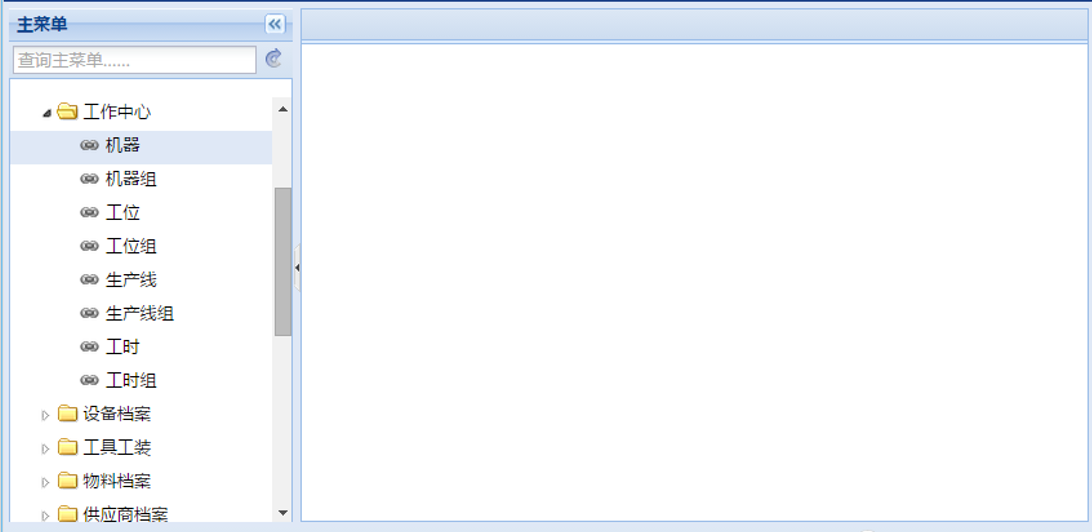 主菜单
查询主菜单......
工作中心
机器
机器组
工位
工位组
生产线
生产线组
工时
工时组
设备档案
工具工装
物料档案
供应商档案